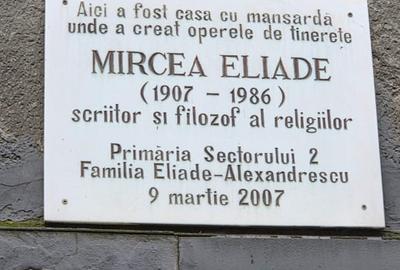 Aici a fost casa cu mansardă
unde a creat operele de tinerete
MIRCEA ELIADE
(1907 – 1986)
scriitor și filozof al religiilor
Primăria Sectorului 2
Familia Eliade-Alexandrescu
9 martie 2007